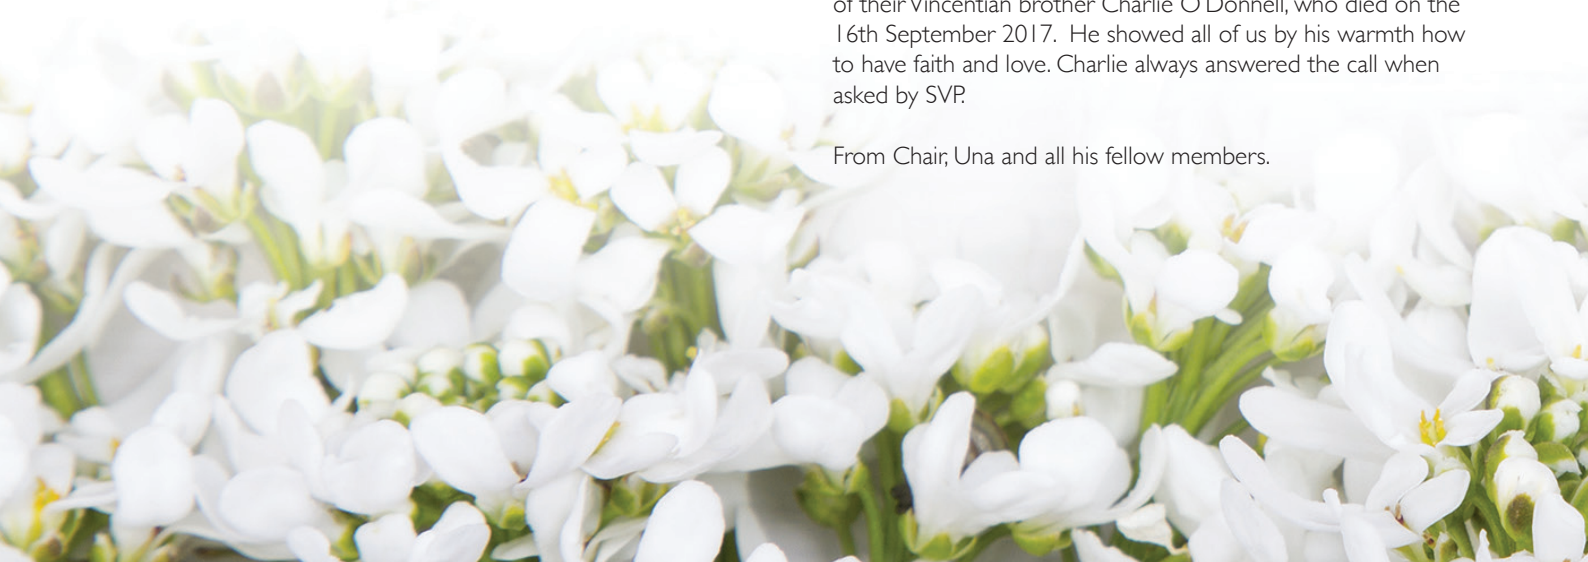 of their Vincentian brother Charlie O'Donnell, who died on the
16th September 2017.  He showed all of us by his warmth how
to have faith and love. Charlie always answered the call when
asked by SVP.
From Chair, Una and all his fellow members.